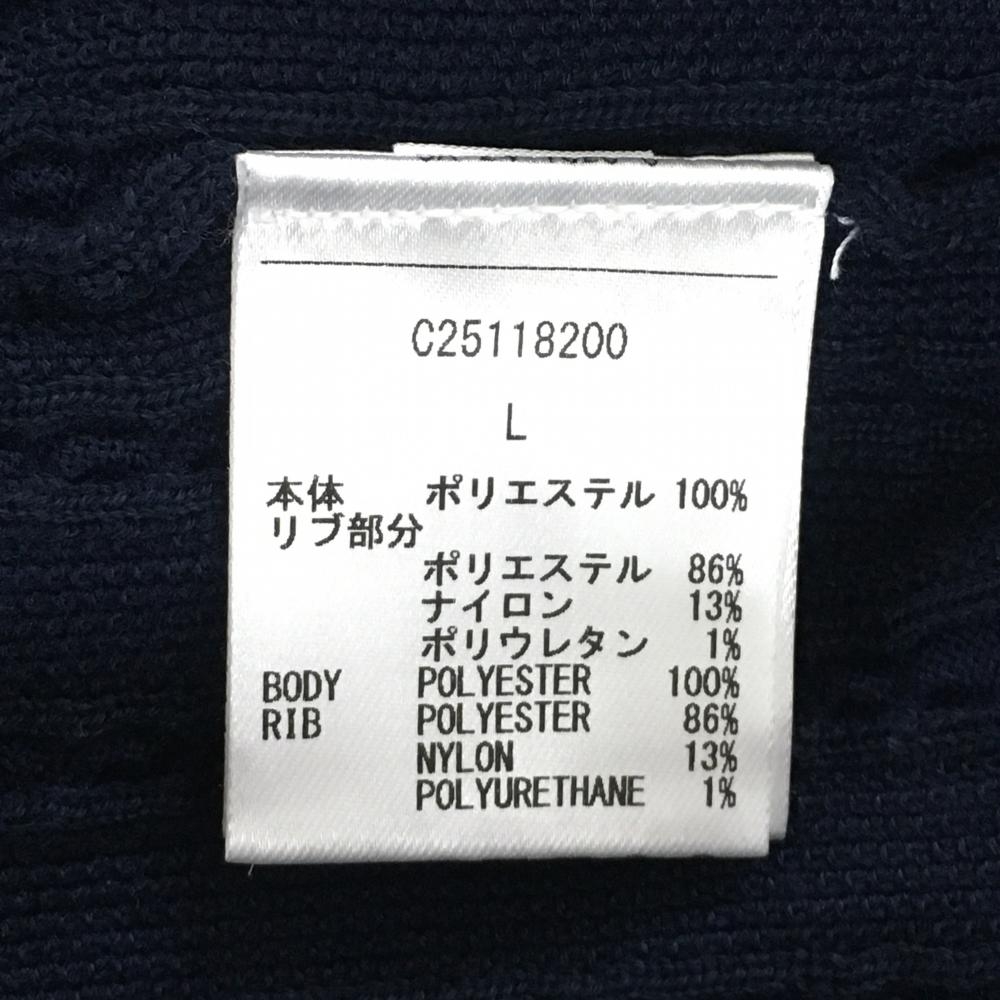 C25118200
L
本体 ポリエステル 100%
リブ部分
ポリエステル 86%
ナイロン 13%
ポリウレタン 1%
BODY POLYESTER 100%
RIB POLYESTER 86%
NYLON 13%
POLYURETHANE 1%